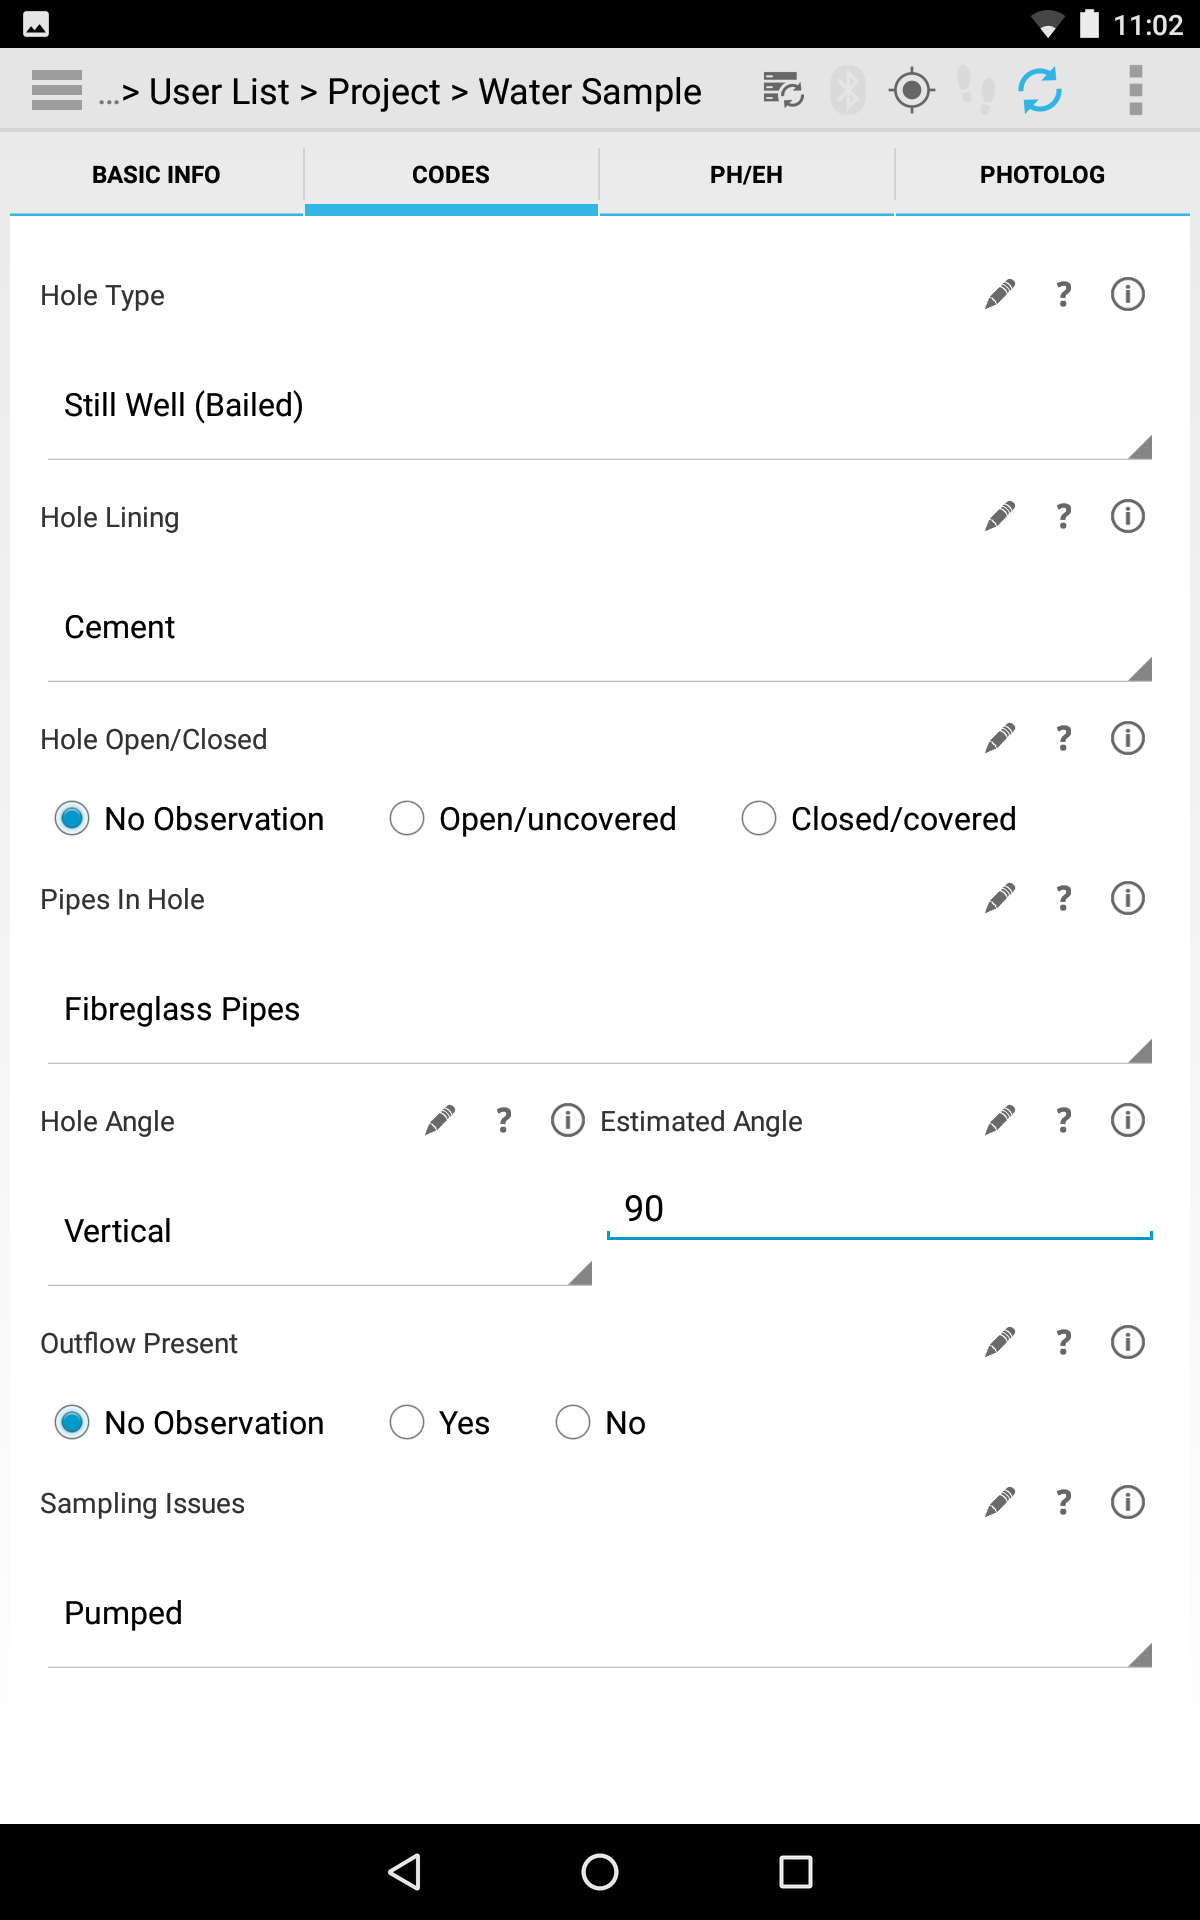 11:02
...> User List > Project > Water Sample
BASIC INFO CODES PH/EH PHOTOLOG
Hole Type ?
Still Well (Bailed)
Hole Lining ?
Cement
Hole Open/Closed ?
No Observation Open/uncovered Closed/covered
Pipes In Hole ?
Fibreglass Pipes
Hole Angle ? Estimated Angle ?
90
Vertical
Outflow Present ?
No Observation Yes No
Sampling Issues ?
Pumped